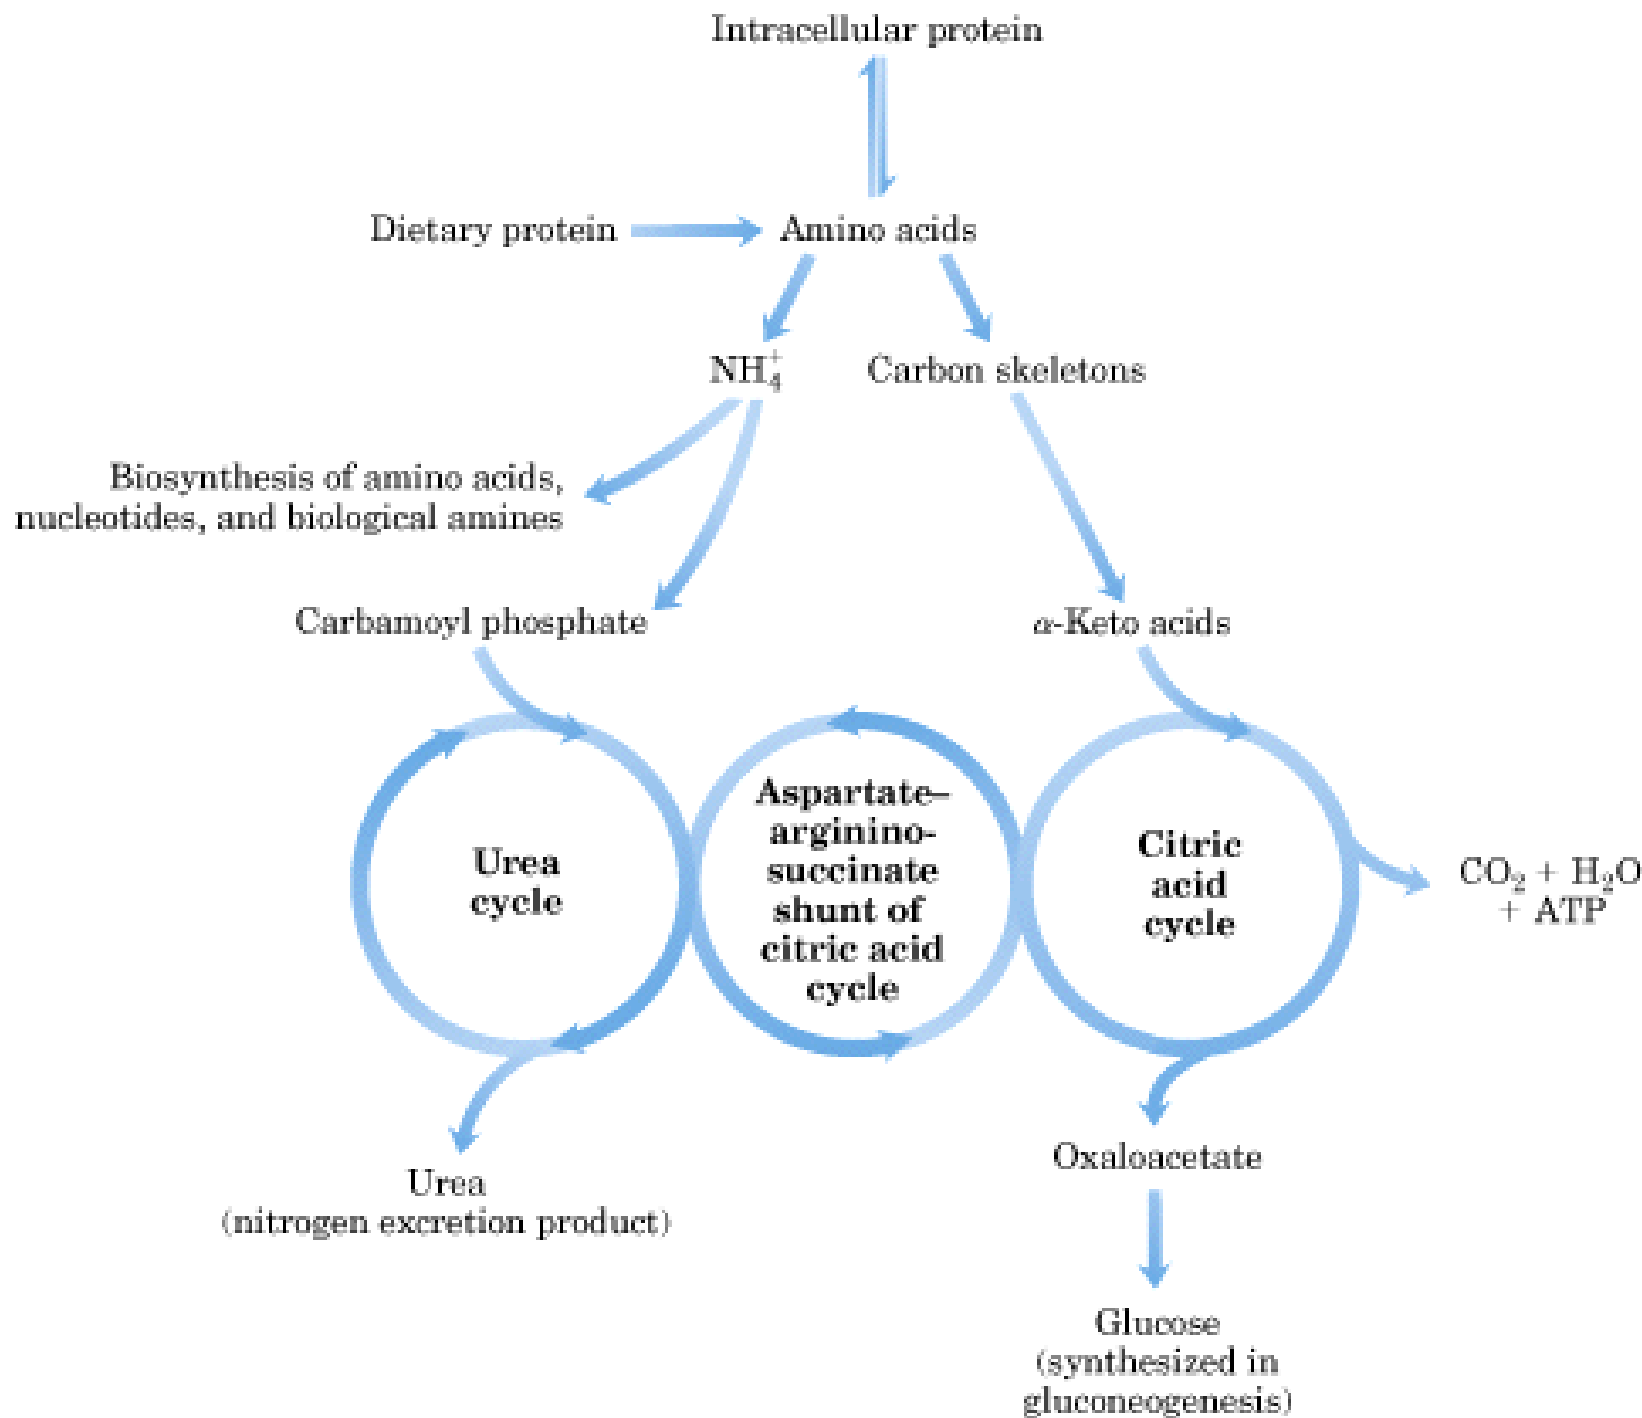 Intracellular protein
Dietary protein
Amino acids
NH₄⁺
Carbon skeletons
Biosynthesis of amino acids,
nucleotides, and biological amines
Carbamoyl phosphate
α-Keto acids
Urea
cycle
Aspartate–
arginino-
succinate
shunt of
citric acid
cycle
Citric
acid
cycle
CO₂ + H₂O
+ ATP
Urea
(nitrogen excretion product)
Oxaloacetate
Glucose
(synthesized in
gluconeogenesis)